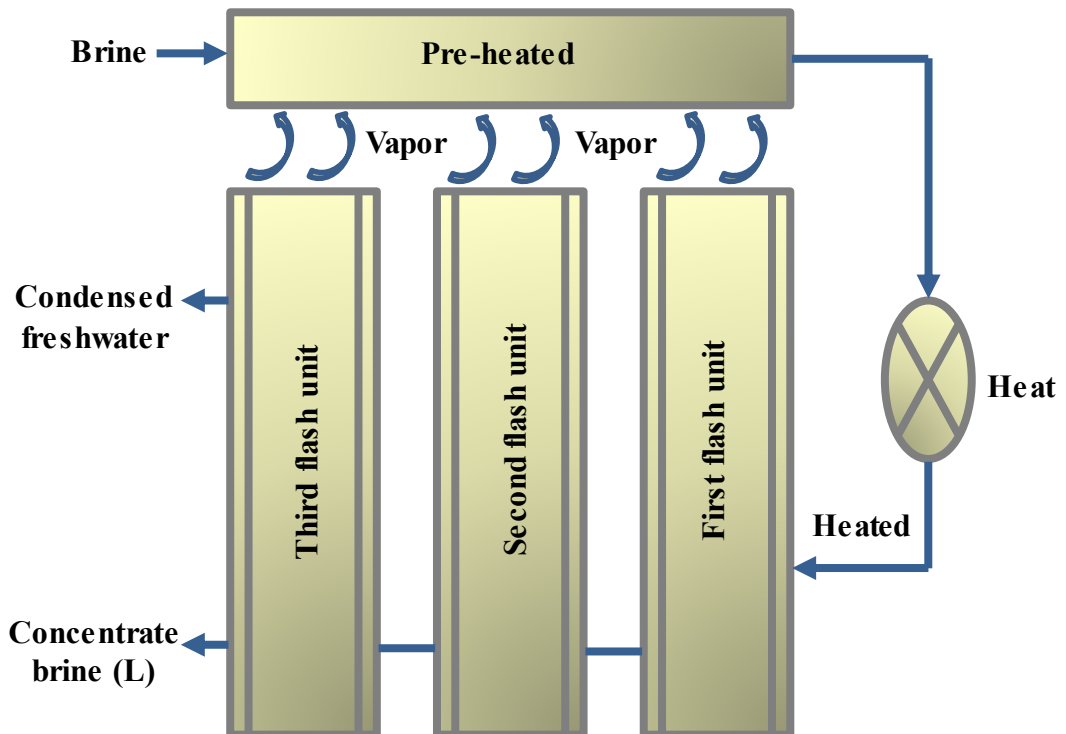 Brine
Pre-heated
Vapor
Vapor
Condensed
freshwater
Third flash unit
Second flash unit
First flash unit
Heat
Heated
Concentrate
brine (L)